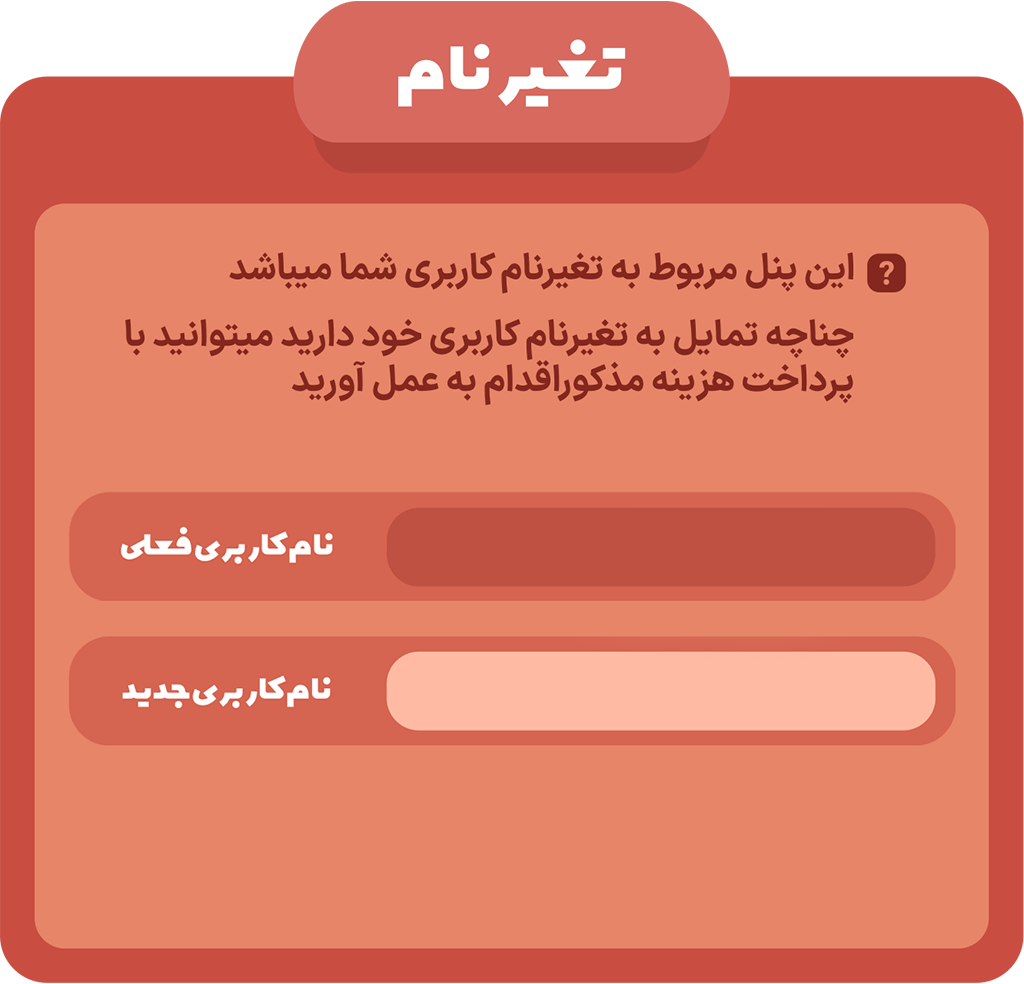 تغیر نام
این پنل مربوط به تغیرنام کاربری شما میباشد
چناچه تمایل به تغیرنام کاربری خود دارید میتوانید با
پرداخت هزینه مذکوراقدام به عمل آورید
نام کاربری فعلی
نام کاربری جدید